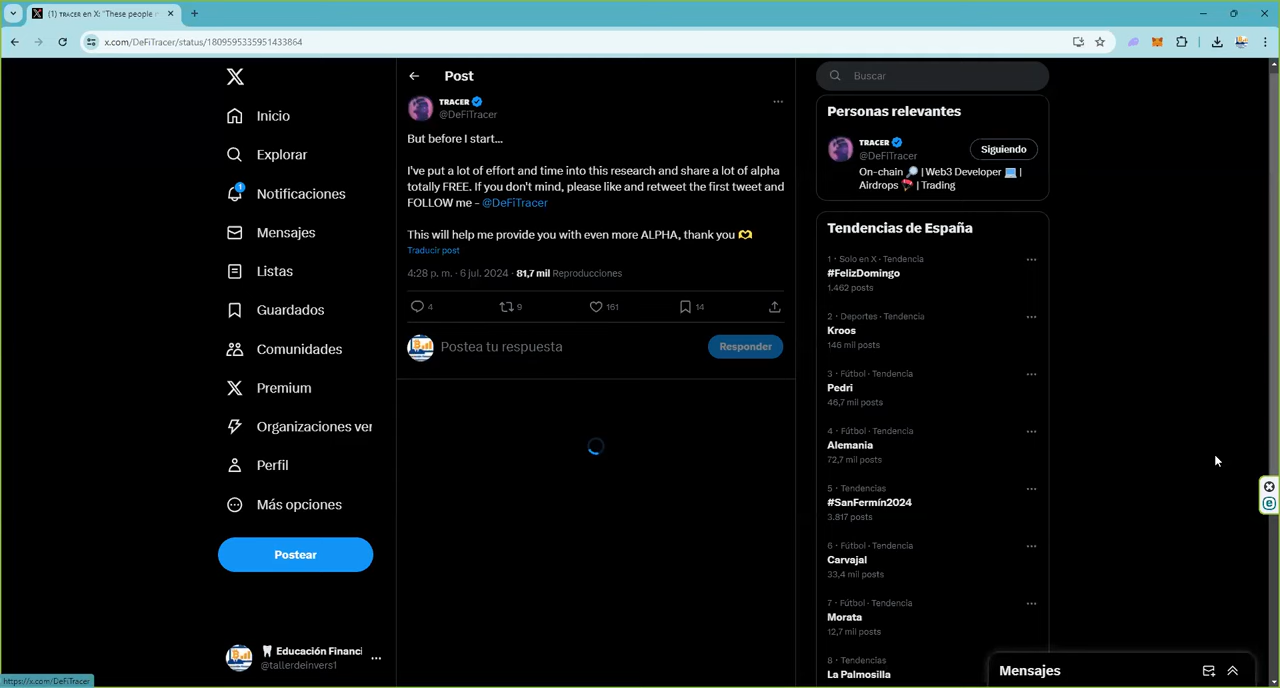 (1) TRACER en X: "These people
x.com/DeFiTracer/status/1809595335951433864
Inicio
Explorar
1
Notificaciones
Mensajes
Listas
Guardados
Comunidades
Premium
Organizaciones ver
Perfil
Más opciones
Postear
Educación Financi
@tallerdeinvers1
https://x.com/DeFiTracer
Post
TRACER
@DeFiTracer
But before I start...
I've put a lot of effort and time into this research and share a lot of alpha
totally FREE. If you don't mind, please like and retweet the first tweet and
FOLLOW me - @DeFiTracer
This will help me provide you with even more ALPHA, thank you 🫶
Traducir post
4:28 p. m. · 6 jul. 2024 · 81,7 mil Reproducciones
4 9 161 14
Postea tu respuesta
Responder
Buscar
Personas relevantes
TRACER
@DeFiTracer
Siguiendo
On-chain 🔎 | Web3 Developer 💻 |
Airdrops 🪂 | Trading
Tendencias de España
1 · Solo en X · Tendencia
#FelizDomingo
1.462 posts
2 · Deportes · Tendencia
Kroos
146 mil posts
3 · Fútbol · Tendencia
Pedri
46,7 mil posts
4 · Fútbol · Tendencia
Alemania
72,7 mil posts
5 · Tendencias
#SanFermín2024
3.817 posts
6 · Fútbol · Tendencia
Carvajal
33,4 mil posts
7 · Fútbol · Tendencia
Morata
12,7 mil posts
8 · Tendencias
La Palmosilla
Mensajes